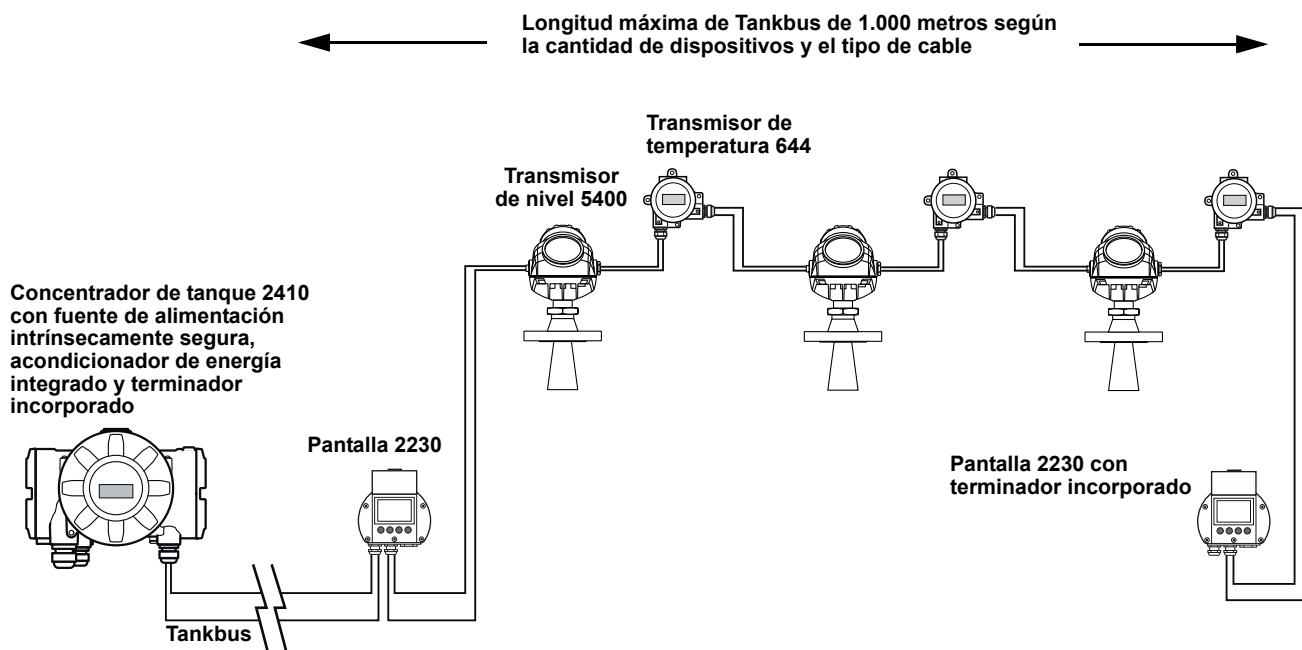 Longitud máxima de Tankbus de 1.000 metros según
la cantidad de dispositivos y el tipo de cable
Transmisor de
temperatura 644
Transmisor
de nivel 5400
Concentrador de tanque 2410
con fuente de alimentación
intrínsecamente segura,
acondicionador de energía
integrado y terminador
incorporado
Pantalla 2230
Pantalla 2230 con
terminador incorporado
Tankbus